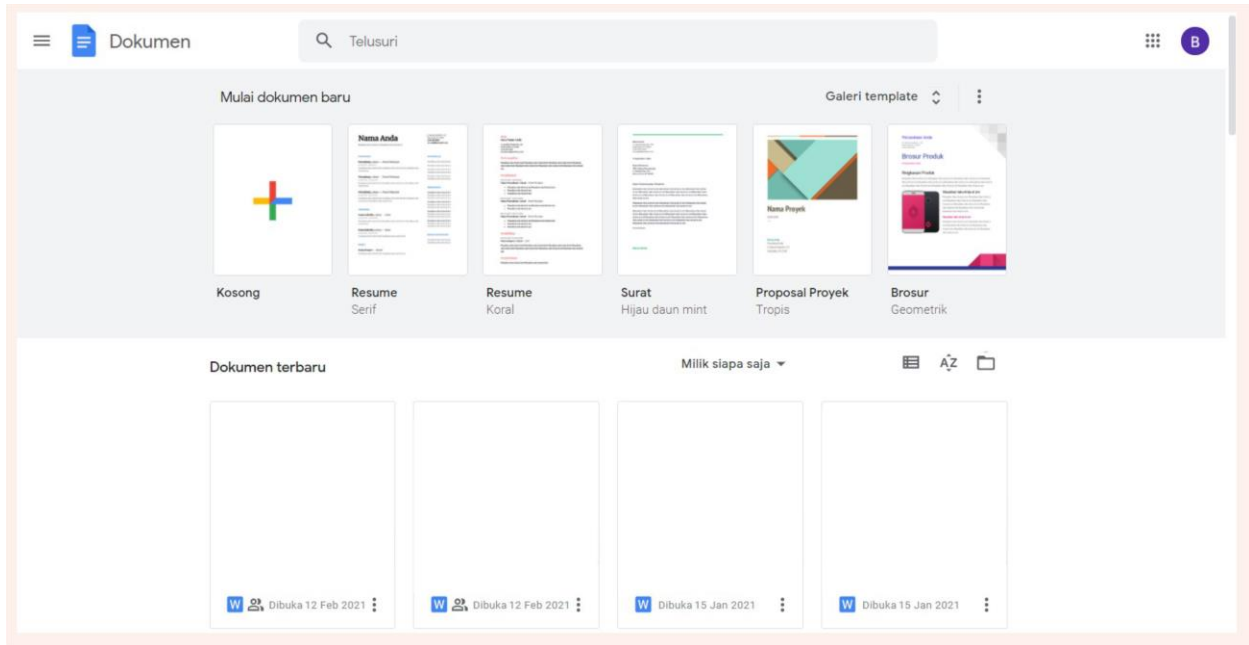 Dokumen
Telusuri
B
Mulai dokumen baru
Galeri template
Nama Anda
Nama Proyek
Brosur Produk
Kosong
Resume
Serif
Resume
Koral
Surat
Hijau daun mint
Proposal Proyek
Tropis
Brosur
Geometrik
Dokumen terbaru
Milik siapa saja
AZ
W Dibuka 12 Feb 2021
W Dibuka 12 Feb 2021
W Dibuka 15 Jan 2021
W Dibuka 15 Jan 2021